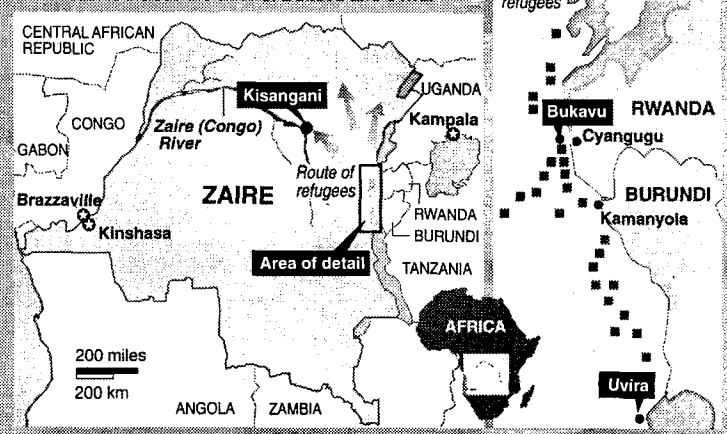 CENTRAL AFRICAN
REPUBLIC
CONGO
GABON
Zaire (Congo)
River
Kisangani
UGANDA
Kampala
Route of
refugees
ZAIRE
Brazzaville
Kinshasa
RWANDA
BURUNDI
Area of detail
TANZANIA
200 miles
200 km
ANGOLA
ZAMBIA
AFRICA
refugees
Bukavu
RWANDA
Cyangugu
BURUNDI
Kamanyola
Uvira